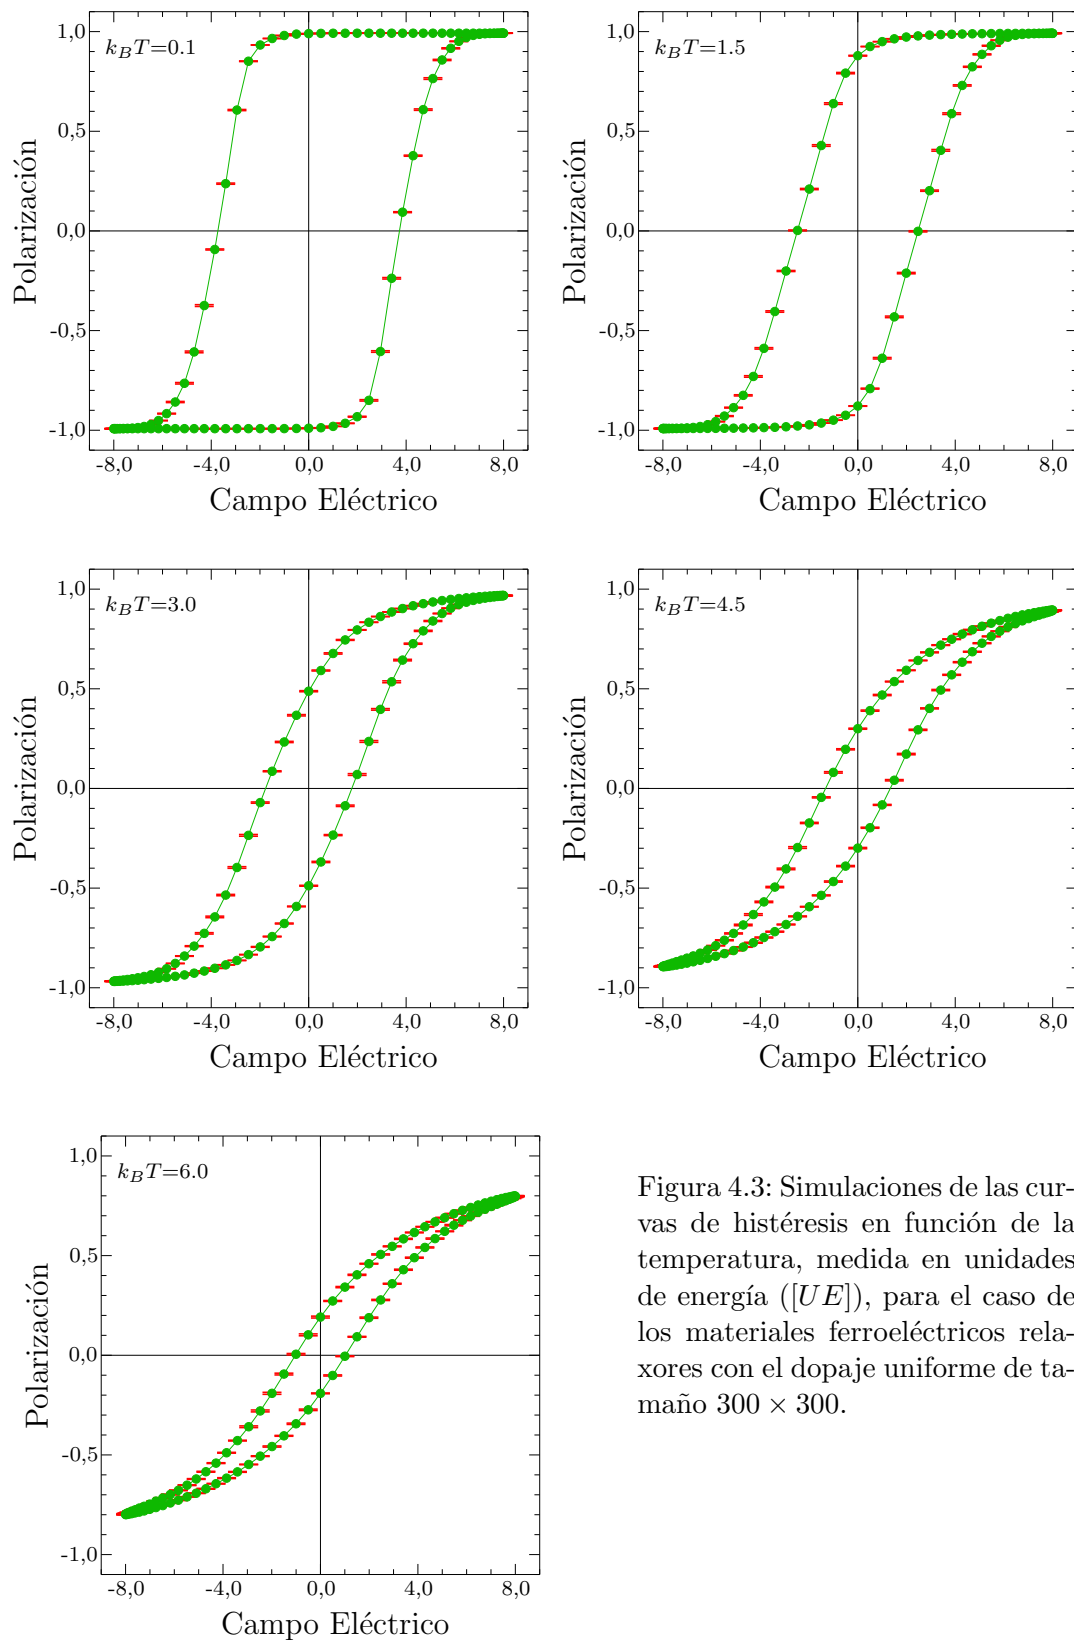 k_BT=0.1
1,0
0,5
0,0
-0,5
-1,0
Polarización
-8,0 -4,0 0,0 4,0 8,0
Campo Eléctrico
k_BT=1.5
1,0
0,5
0,0
-0,5
-1,0
Polarización
-8,0 -4,0 0,0 4,0 8,0
Campo Eléctrico
k_BT=3.0
1,0
0,5
0,0
-0,5
-1,0
Polarización
-8,0 -4,0 0,0 4,0 8,0
Campo Eléctrico
k_BT=4.5
1,0
0,5
0,0
-0,5
-1,0
Polarización
-8,0 -4,0 0,0 4,0 8,0
Campo Eléctrico
k_BT=6.0
1,0
0,5
0,0
-0,5
-1,0
Polarización
-8,0 -4,0 0,0 4,0 8,0
Campo Eléctrico
Figura 4.3: Simulaciones de las cur-
vas de histéresis en función de la
temperatura, medida en unidades
de energía ([UE]), para el caso de
los materiales ferroeléctricos rela-
xores con el dopaje uniforme de ta-
maño 300 × 300.